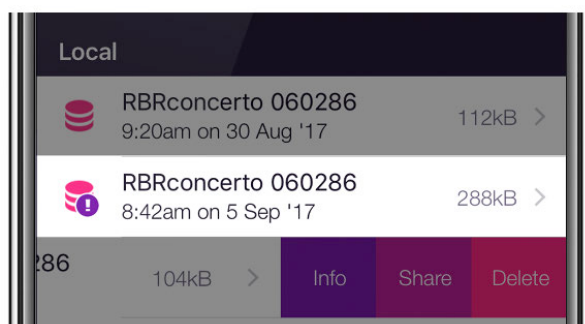 Local
RBRconcerto 060286
9:20am on 30 Aug '17
112kB
RBRconcerto 060286
8:42am on 5 Sep '17
288kB
286
104kB
Info
Share
Delete